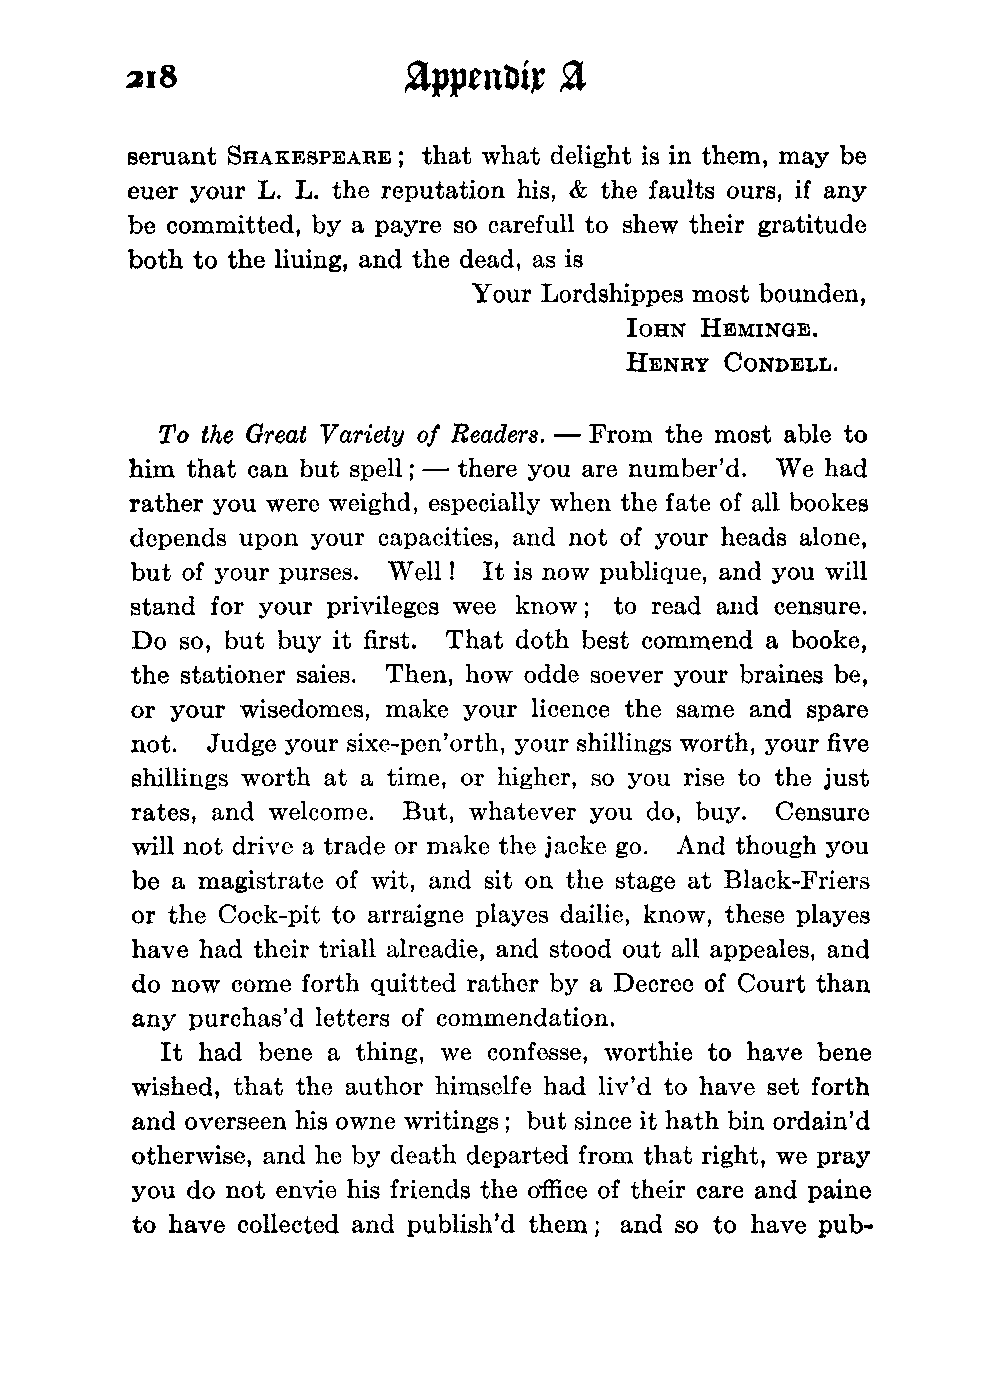 218 Appendix A
seruant SHAKESPEARE; that what delight is in them, may be
euer your L. L. the reputation his, & the faults ours, if any
be committed, by a payre so carefull to shew their gratitude
both to the liuing, and the dead, as is
Your Lordshippes most bounden,
IOHN HEMINGE.
HENRY CONDELL.
To the Great Variety of Readers. — From the most able to
him that can but spell; — there you are number'd. We had
rather you were weighd, especially when the fate of all bookes
depends upon your capacities, and not of your heads alone,
but of your purses. Well! It is now publique, and you will
stand for your privileges wee know; to read and censure.
Do so, but buy it first. That doth best commend a booke,
the stationer saies. Then, how odde soever your braines be,
or your wisedomes, make your licence the same and spare
not. Judge your sixe-pen'orth, your shillings worth, your five
shillings worth at a time, or higher, so you rise to the just
rates, and welcome. But, whatever you do, buy. Censure
will not drive a trade or make the jacke go. And though you
be a magistrate of wit, and sit on the stage at Black-Friers
or the Cock-pit to arraigne playes dailie, know, these playes
have had their triall alreadie, and stood out all appeales, and
do now come forth quitted rather by a Decree of Court than
any purchas'd letters of commendation.
It had bene a thing, we confesse, worthie to have bene
wished, that the author himselfe had liv'd to have set forth
and overseen his owne writings; but since it hath bin ordain'd
otherwise, and he by death departed from that right, we pray
you do not envie his friends the office of their care and paine
to have collected and publish'd them; and so to have pub-